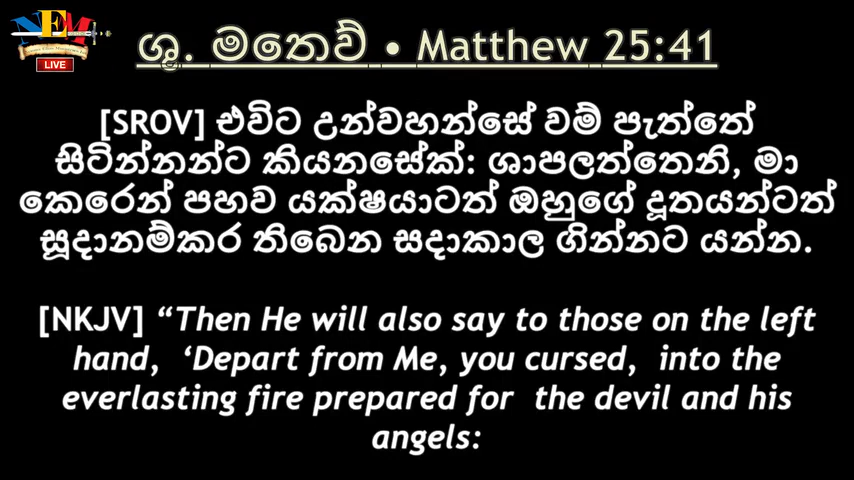 NEM
LIVE
ශු. මතෙව් • Matthew 25:41
[SROV] එවිට උන්වහන්සේ වම් පැත්තේ
සිටින්නන්ට කියනසේක්: ශාපලත්තෙනි, මා
කෙරෙන් පහව යක්ෂයාටත් ඔහුගේ දූතයන්ටත්
සූදානම්කර තිබෙන සදාකාල ගින්නට යන්න.
[NKJV] “Then He will also say to those on the left
hand, ‘Depart from Me, you cursed, into the
everlasting fire prepared for the devil and his
angels: